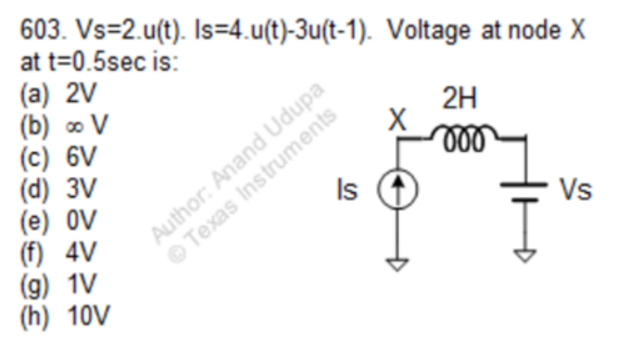 603. Vs=2.u(t). Is=4.u(t)-3u(t-1). Voltage at node X
at t=0.5sec is:
(a) 2V
(b) ∞ V
(c) 6V
(d) 3V
(e) 0V
(f) 4V
(g) 1V
(h) 10V
Author: Anand Udupa
© Texas Instruments
2H
X
Is
Vs